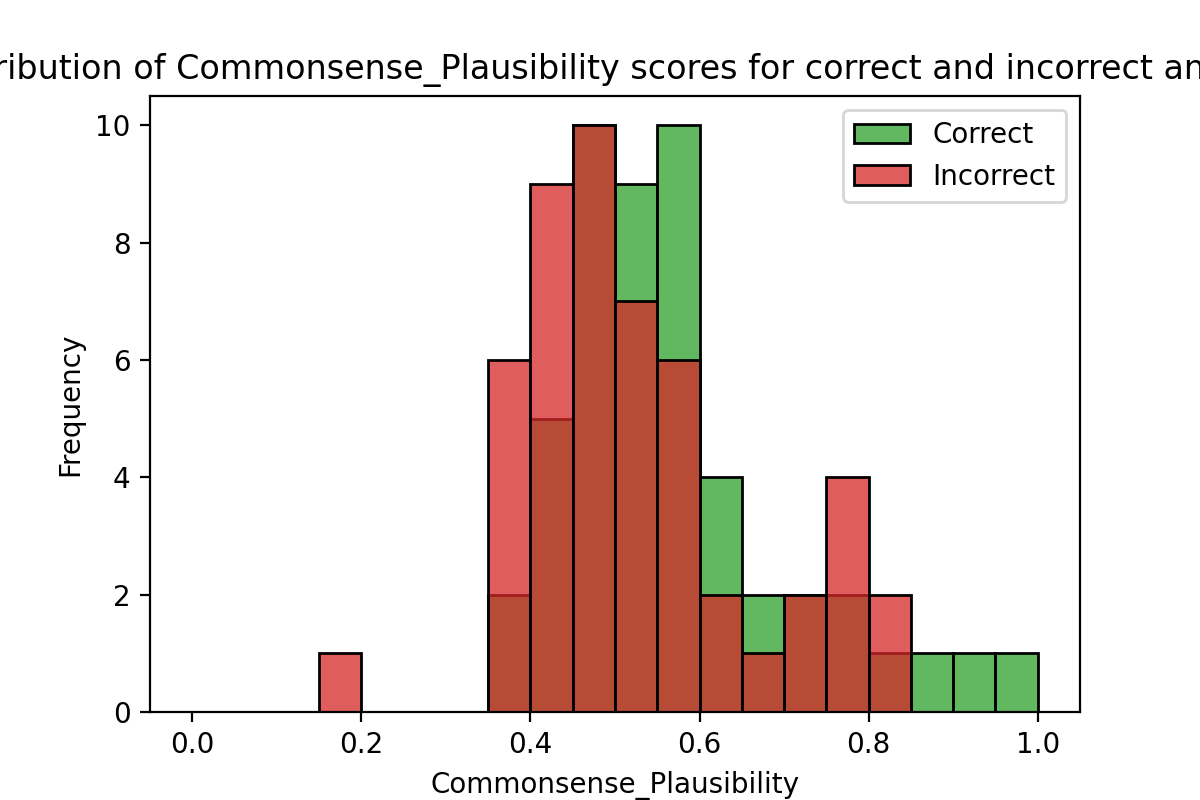 ribution of Commonsense_Plausibility scores for correct and incorrect an
Correct
Incorrect
10
8
6
4
2
0
Frequency
0.0 0.2 0.4 0.6 0.8 1.0
Commonsense_Plausibility